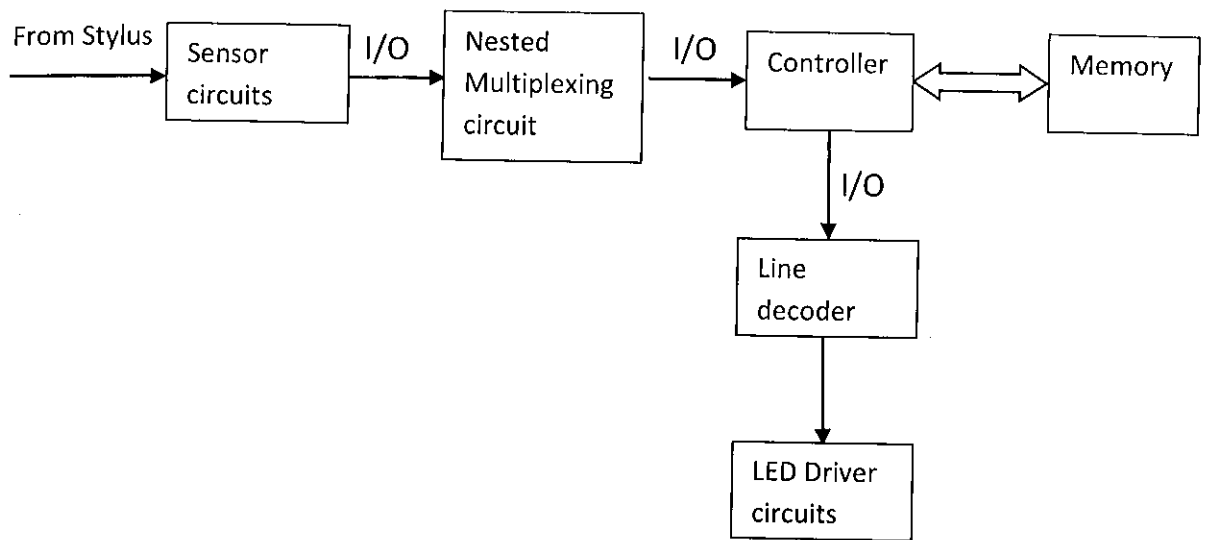 From Stylus
Sensor
circuits
I/O
Nested
Multiplexing
circuit
I/O
Controller
Memory
I/O
Line
decoder
LED Driver
circuits